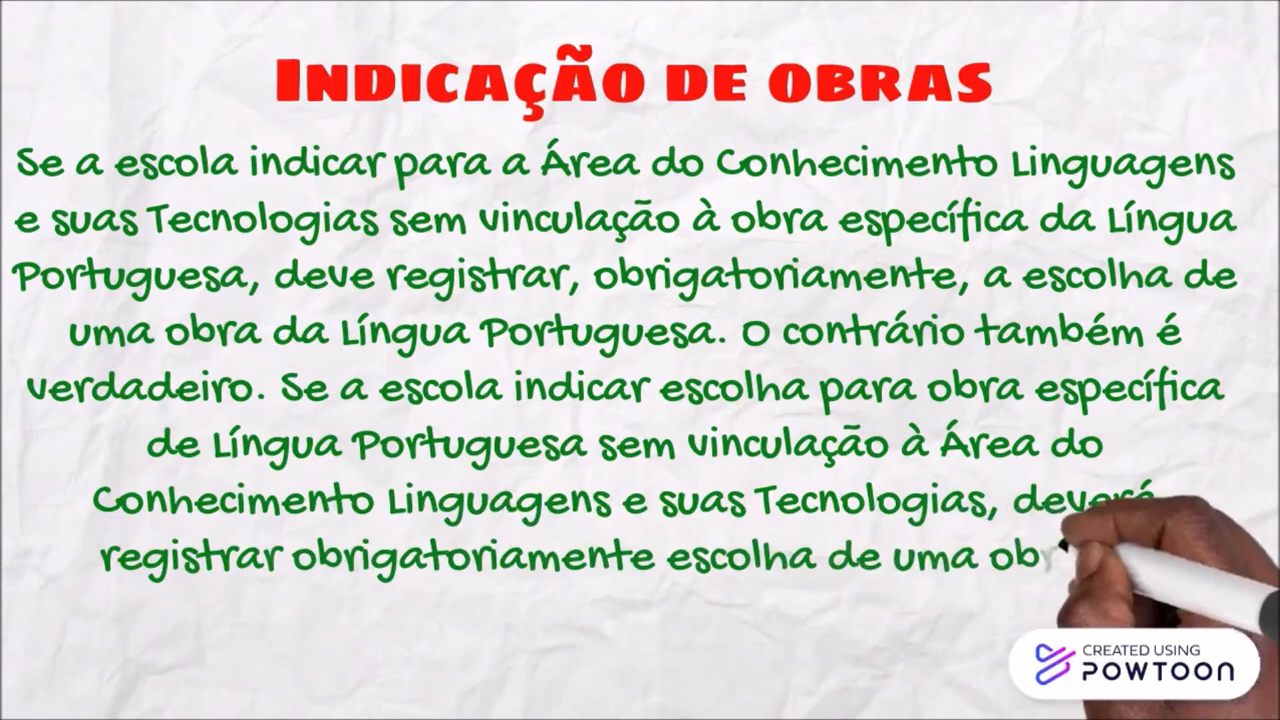 INDICAÇÃO DE OBRAS
Se a escola indicar para a Área do Conhecimento Linguagens
e suas Tecnologias sem vinculação à obra específica da Língua
Portuguesa, deve registrar, obrigatoriamente, a escolha de
uma obra da Língua Portuguesa. O contrário também é
verdadeiro. Se a escola indicar escolha para obra específica
de Língua Portuguesa sem vinculação à Área do
Conhecimento Linguagens e suas Tecnologias, deverá
registrar obrigatoriamente escolha de uma obr
CREATED USING
POWTOON